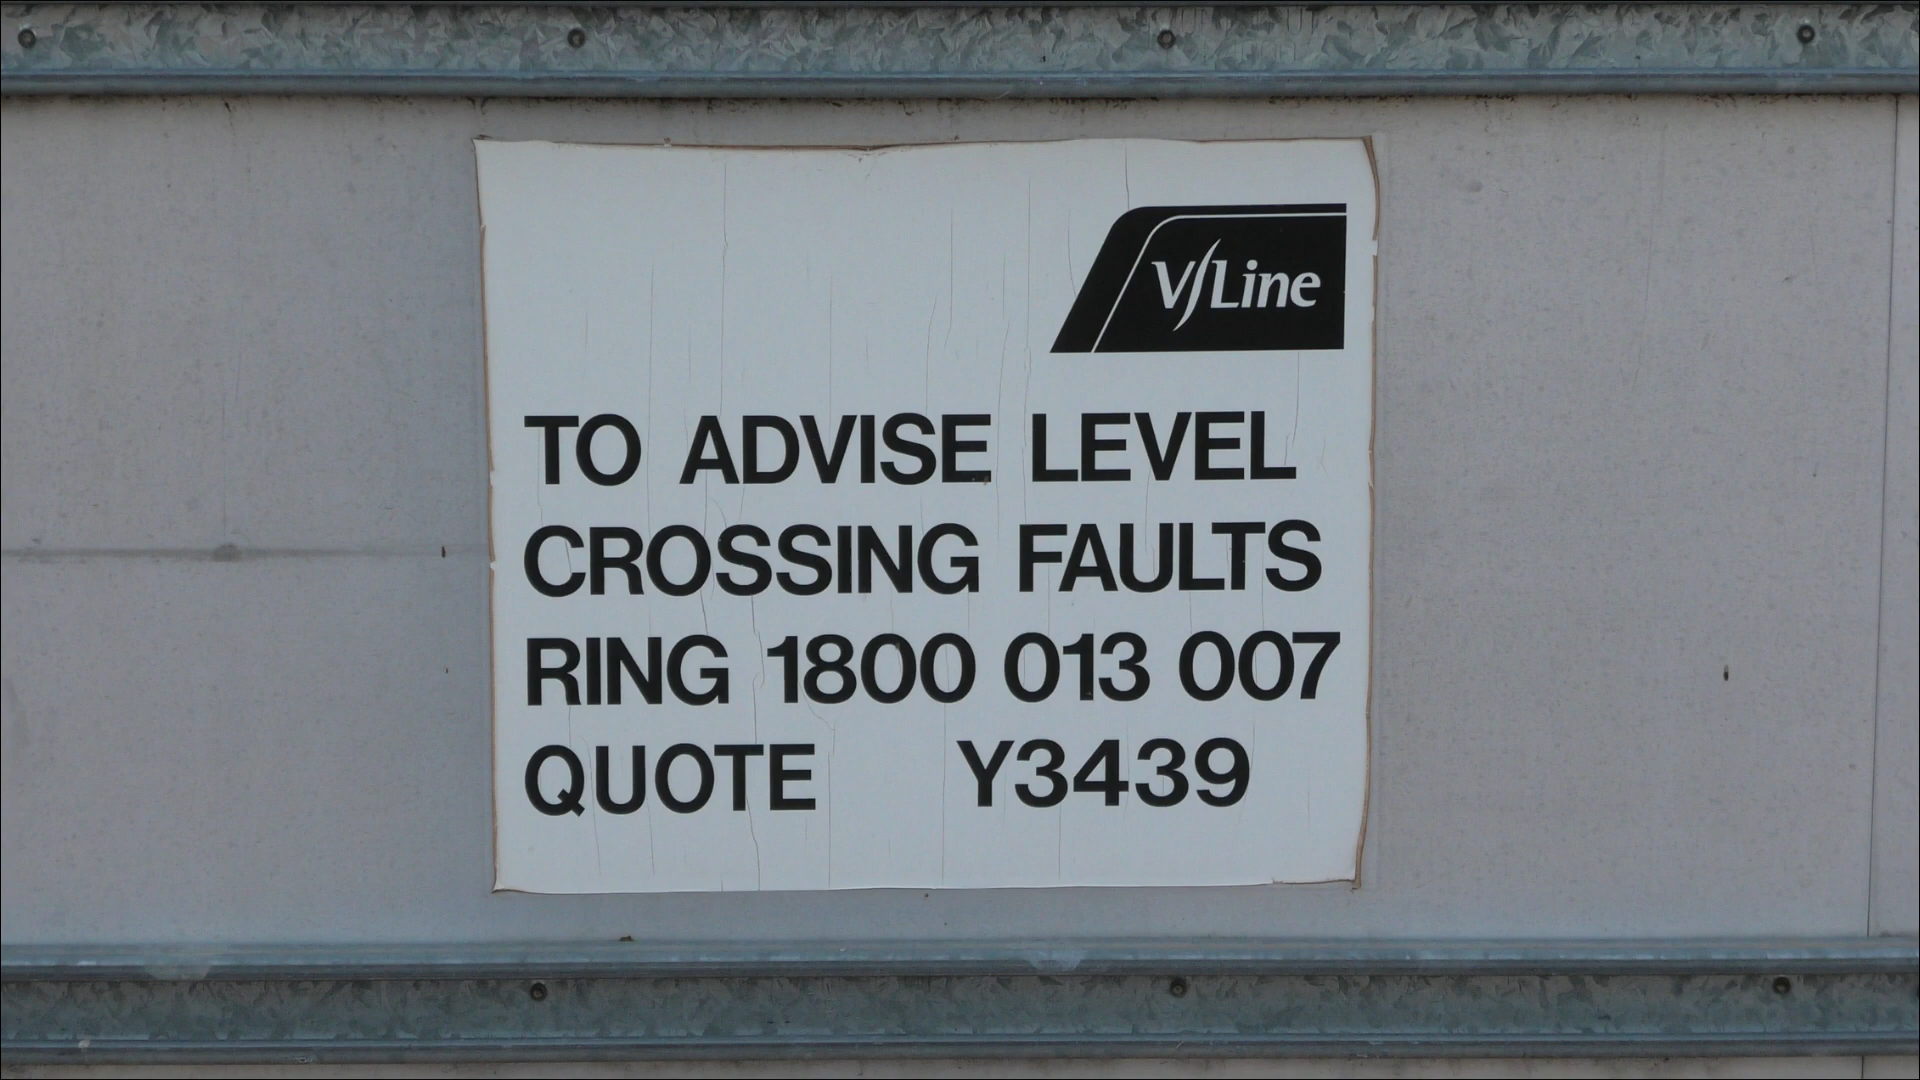 V/Line
TO ADVISE LEVEL
CROSSING FAULTS
RING 1800 013 007
QUOTE Y3439